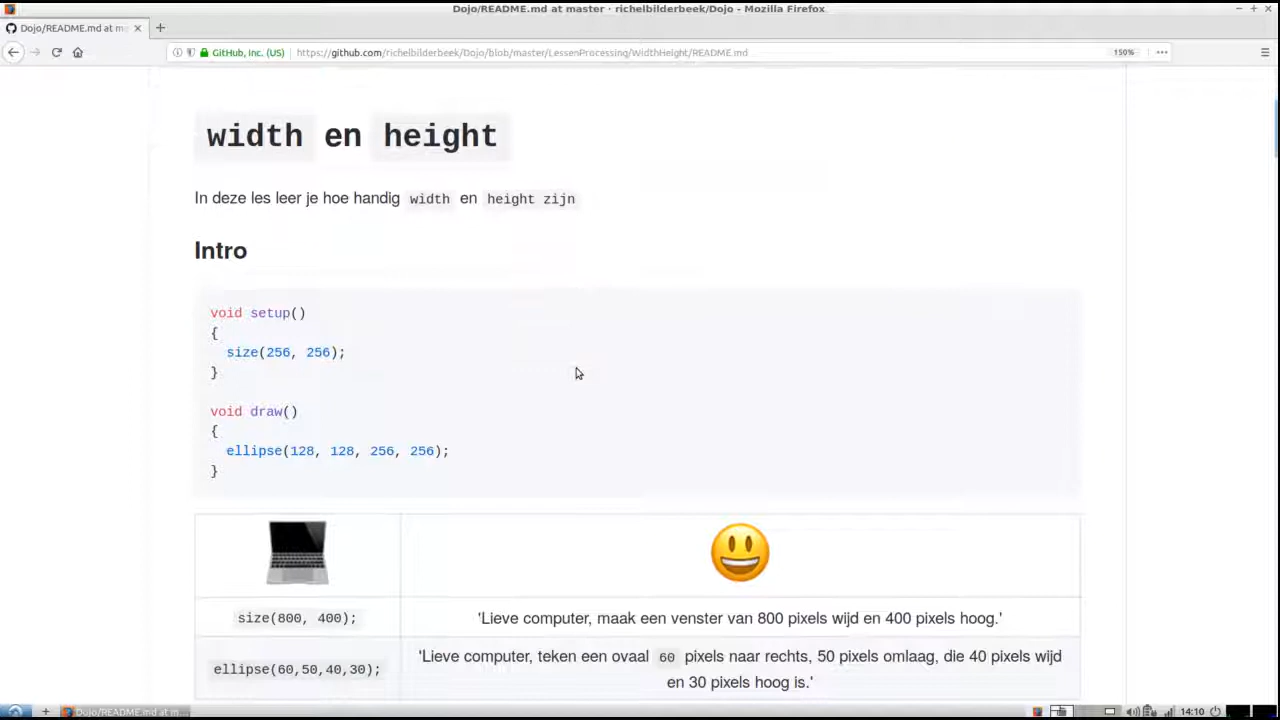 Dojo/README.md at master · richelbilderbeek/Dojo - Mozilla Firefox
Dojo/README.md at m
GitHub, Inc. (US) https://github.com/richelbilderbeek/Dojo/blob/master/LessenProcessing/WidthHeight/README.md 150%
width en height
In deze les leer je hoe handig width en height zijn
Intro
void setup()
{
  size(256, 256);
}
void draw()
{
  ellipse(128, 128, 256, 256);
}
size(800, 400); 'Lieve computer, maak een venster van 800 pixels wijd en 400 pixels hoog.'
ellipse(60,50,40,30); 'Lieve computer, teken een ovaal 60 pixels naar rechts, 50 pixels omlaag, die 40 pixels wijd
en 30 pixels hoog is.'
Dojo/README.md at m... 14:10